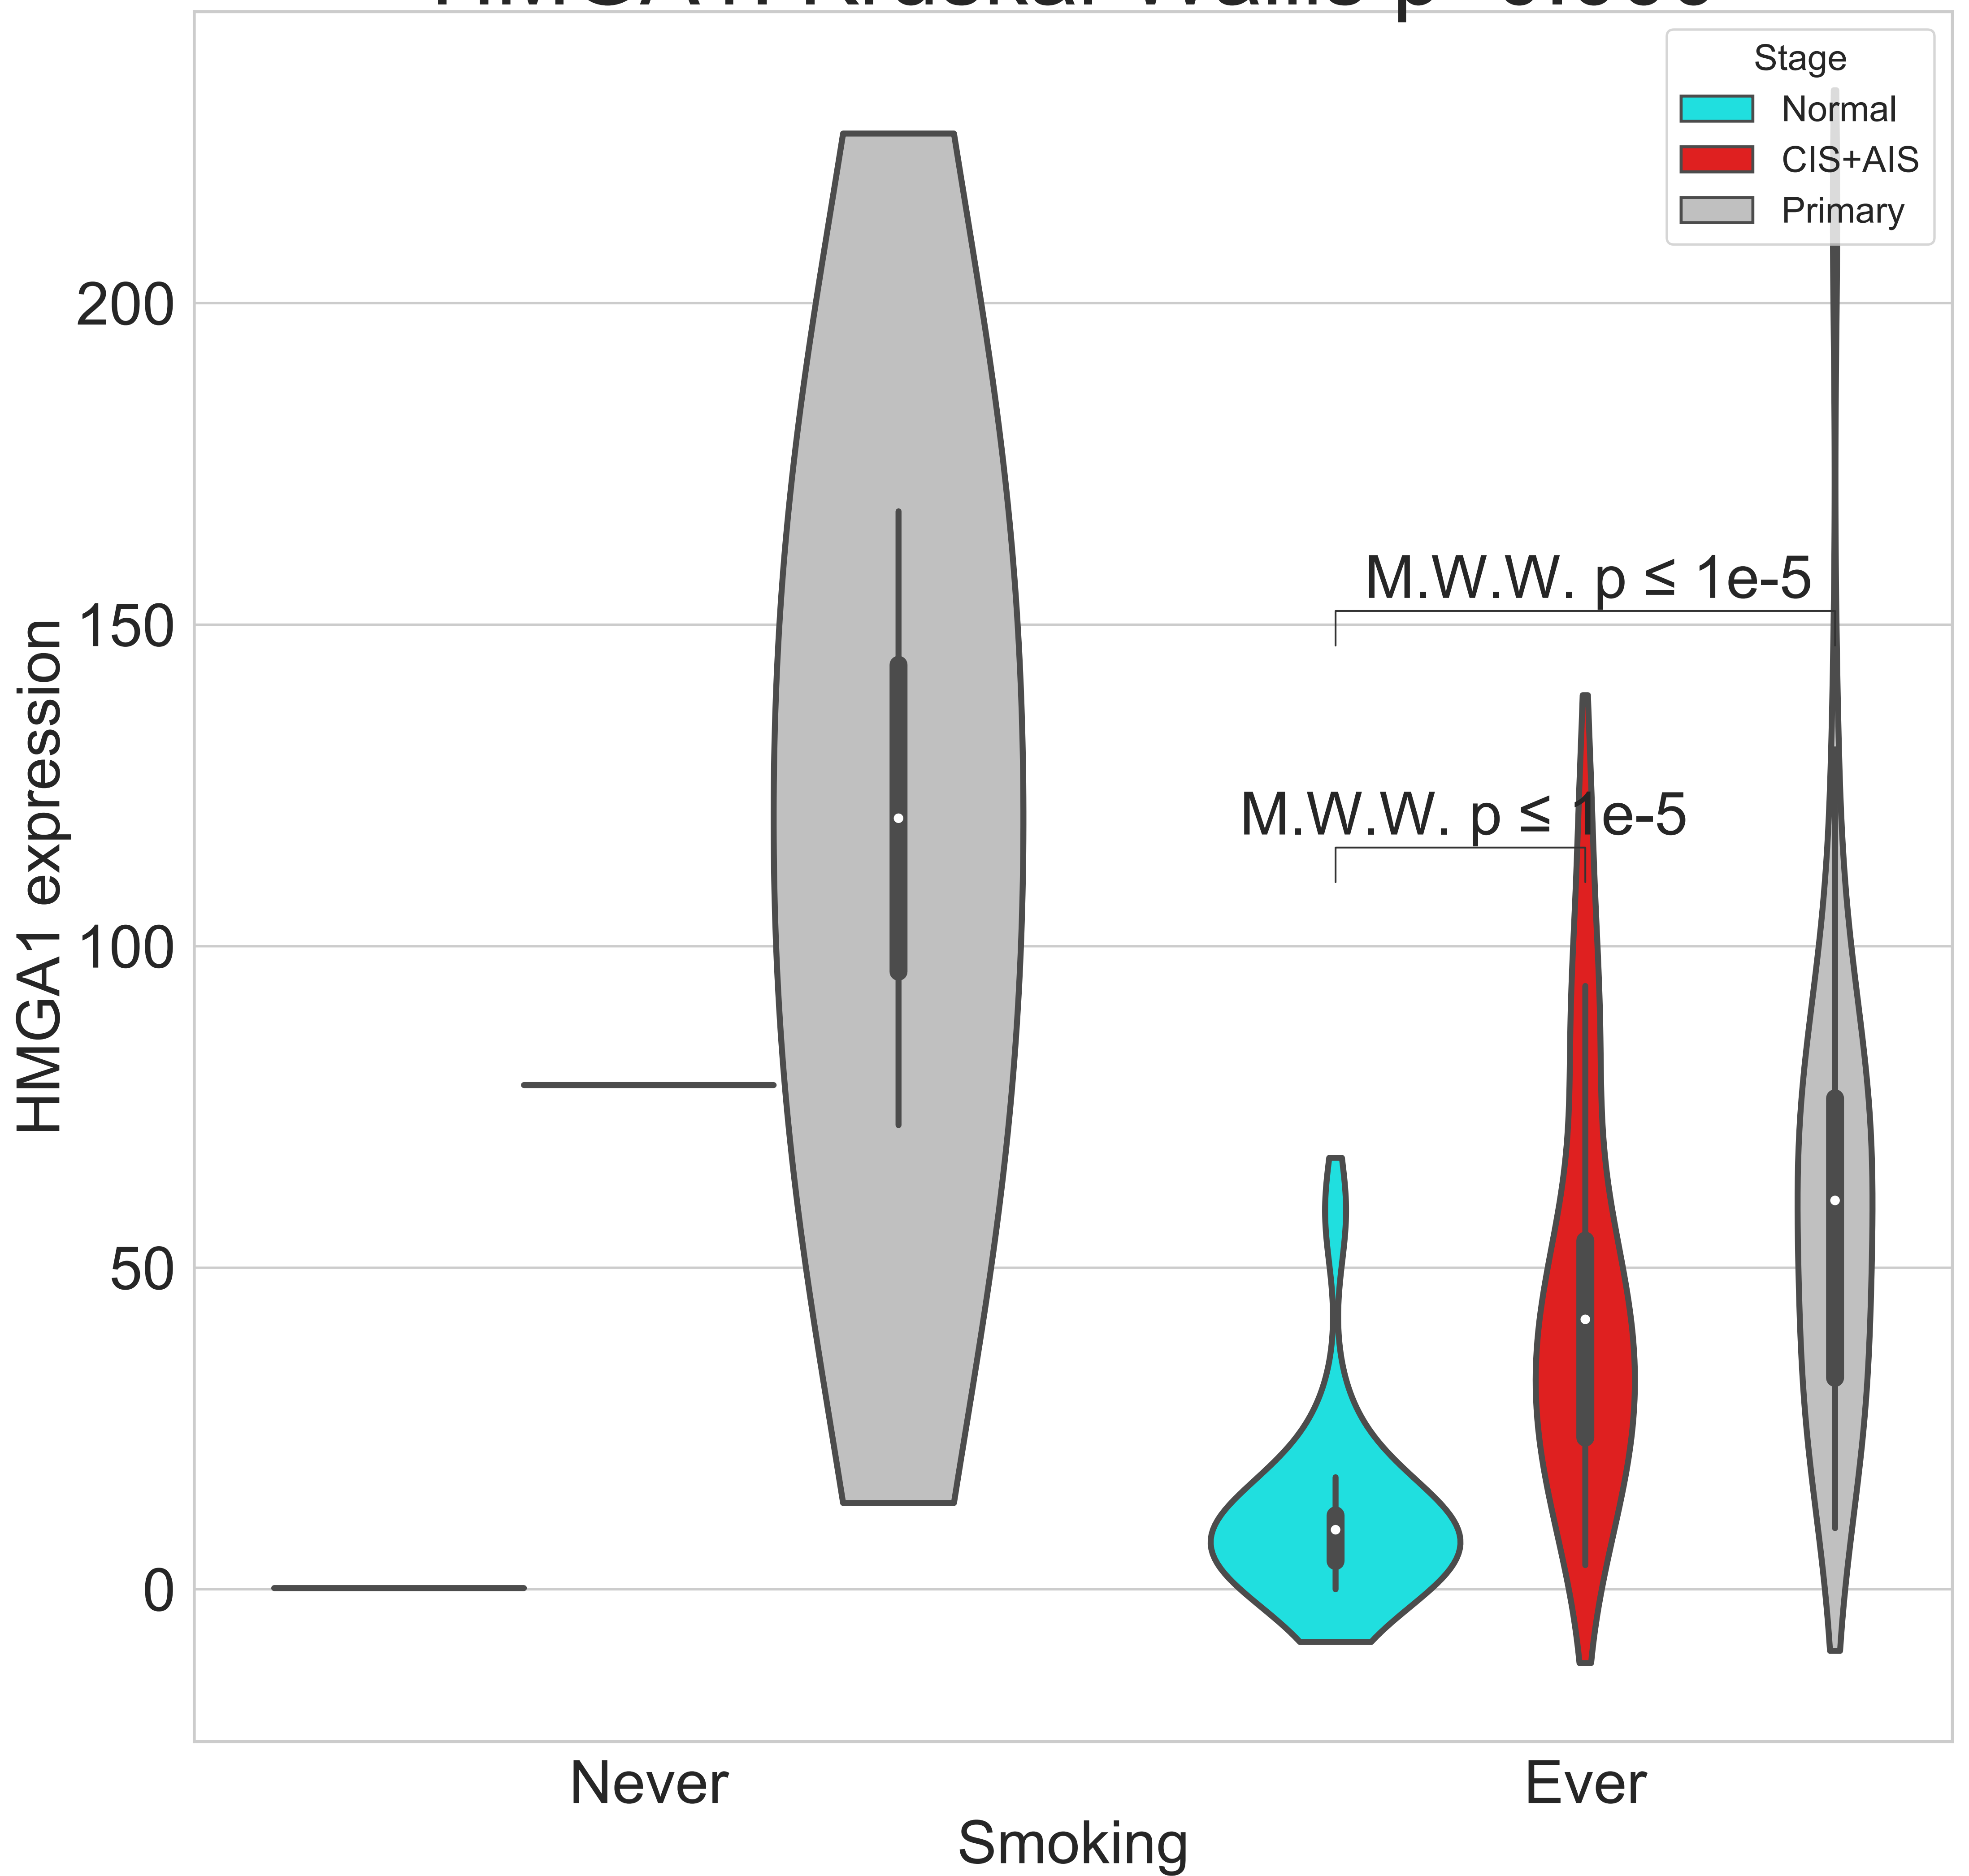 Stage
Normal
CIS+AIS
Primary
200
150
100
50
0
HMGA1 expression
M.W.W. p ≤ 1e-5
M.W.W. p ≤ 1e-5
Never
Ever
Smoking